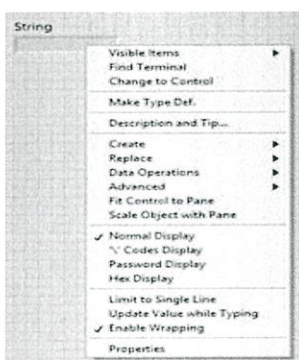 String
Visible Items
Find Terminal
Change to Control
Make Type Def.
Description and Tip...
Create
Replace
Data Operations
Advanced
Fit Control to Pane
Scale Object with Pane
Normal Display
'\' Codes Display
Password Display
Hex Display
Limit to Single Line
Update Value while Typing
Enable Wrapping
Properties